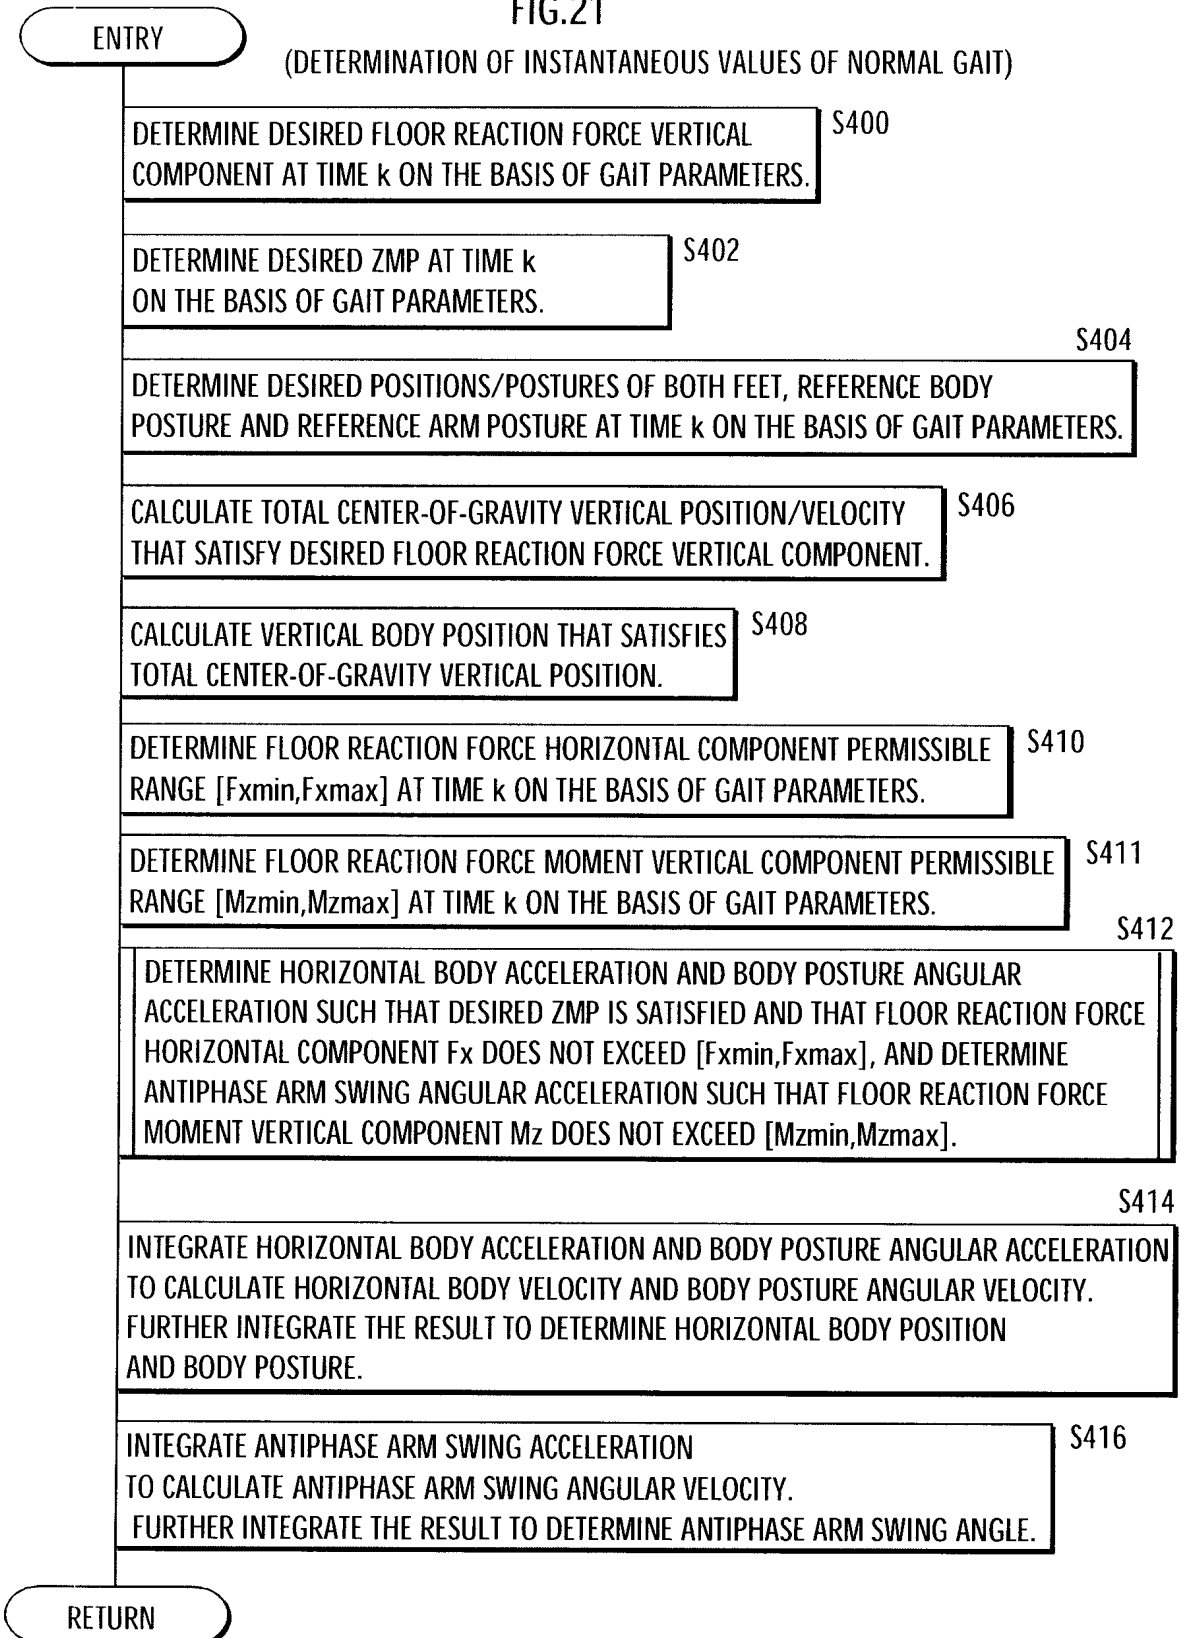 FIG.21
ENTRY
(DETERMINATION OF INSTANTANEOUS VALUES OF NORMAL GAIT)
S400
DETERMINE DESIRED FLOOR REACTION FORCE VERTICAL
COMPONENT AT TIME k ON THE BASIS OF GAIT PARAMETERS.
S402
DETERMINE DESIRED ZMP AT TIME k
ON THE BASIS OF GAIT PARAMETERS.
S404
DETERMINE DESIRED POSITIONS/POSTURES OF BOTH FEET, REFERENCE BODY
POSTURE AND REFERENCE ARM POSTURE AT TIME k ON THE BASIS OF GAIT PARAMETERS.
S406
CALCULATE TOTAL CENTER-OF-GRAVITY VERTICAL POSITION/VELOCITY
THAT SATISFY DESIRED FLOOR REACTION FORCE VERTICAL COMPONENT.
S408
CALCULATE VERTICAL BODY POSITION THAT SATISFIES
TOTAL CENTER-OF-GRAVITY VERTICAL POSITION.
S410
DETERMINE FLOOR REACTION FORCE HORIZONTAL COMPONENT PERMISSIBLE
RANGE [Fxmin,Fxmax] AT TIME k ON THE BASIS OF GAIT PARAMETERS.
S411
DETERMINE FLOOR REACTION FORCE MOMENT VERTICAL COMPONENT PERMISSIBLE
RANGE [Mzmin,Mzmax] AT TIME k ON THE BASIS OF GAIT PARAMETERS.
S412
DETERMINE HORIZONTAL BODY ACCELERATION AND BODY POSTURE ANGULAR
ACCELERATION SUCH THAT DESIRED ZMP IS SATISFIED AND THAT FLOOR REACTION FORCE
HORIZONTAL COMPONENT Fx DOES NOT EXCEED [Fxmin,Fxmax], AND DETERMINE
ANTIPHASE ARM SWING ANGULAR ACCELERATION SUCH THAT FLOOR REACTION FORCE
MOMENT VERTICAL COMPONENT Mz DOES NOT EXCEED [Mzmin,Mzmax].
S414
INTEGRATE HORIZONTAL BODY ACCELERATION AND BODY POSTURE ANGULAR ACCELERATION
TO CALCULATE HORIZONTAL BODY VELOCITY AND BODY POSTURE ANGULAR VELOCITY.
FURTHER INTEGRATE THE RESULT TO DETERMINE HORIZONTAL BODY POSITION
AND BODY POSTURE.
S416
INTEGRATE ANTIPHASE ARM SWING ACCELERATION
TO CALCULATE ANTIPHASE ARM SWING ANGULAR VELOCITY.
FURTHER INTEGRATE THE RESULT TO DETERMINE ANTIPHASE ARM SWING ANGLE.
RETURN